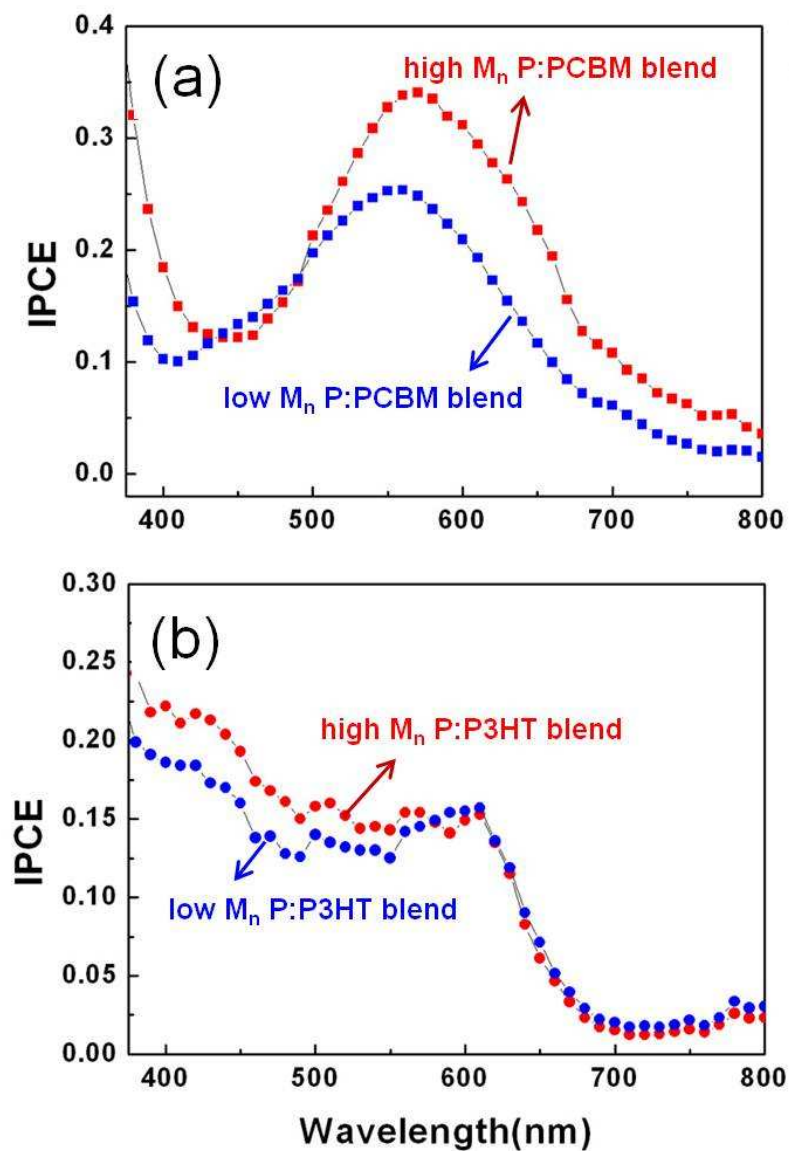 0.4
(a)
high Mn P:PCBM blend
0.3
0.2
IPCE
0.1
low Mn P:PCBM blend
0.0
400 500 600 700 800
0.30
(b)
0.25
high Mn P:P3HT blend
0.20
IPCE
0.15
low Mn P:P3HT blend
0.10
0.05
0.00
400 500 600 700 800
Wavelength(nm)